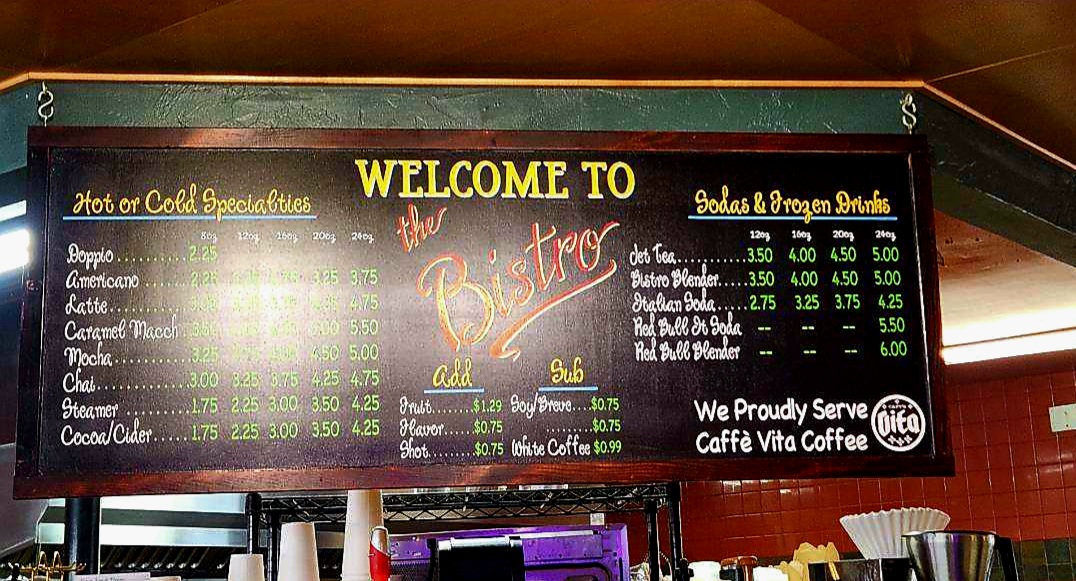 WELCOME TO
the
Bistro
Hot or Cold Specialties
8oz 12oz 16oz 20oz 24oz
Doppio..........2.25
Americano 3.25 3.75
Latte 4.75
Caramel Macch 5.50
Mocha..........3.25 4.50 5.00
Chai............3.00 3.25 3.75 4.25 4.75
Steamer.......1.75 2.25 3.00 3.50 4.25
Cocoa/Cider.....1.75 2.25 3.00 3.50 4.25
Add
Fruit.......$1.29
Flavor.......$0.75
Shot........$0.75
Sub
Soy/Breve....$0.75
........$0.75
White Coffee $0.99
Sodas & Frozen Drinks
12oz 16oz 20oz 24oz
Jet Tea...........3.50 4.00 4.50 5.00
Bistro Blender.....3.50 4.00 4.50 5.00
Italian Soda.....2.75 3.25 3.75 4.25
Red Bull It Soda -- -- -- 5.50
Red Bull Blender -- -- -- 6.00
We Proudly Serve
Caffè Vita Coffee
Vita